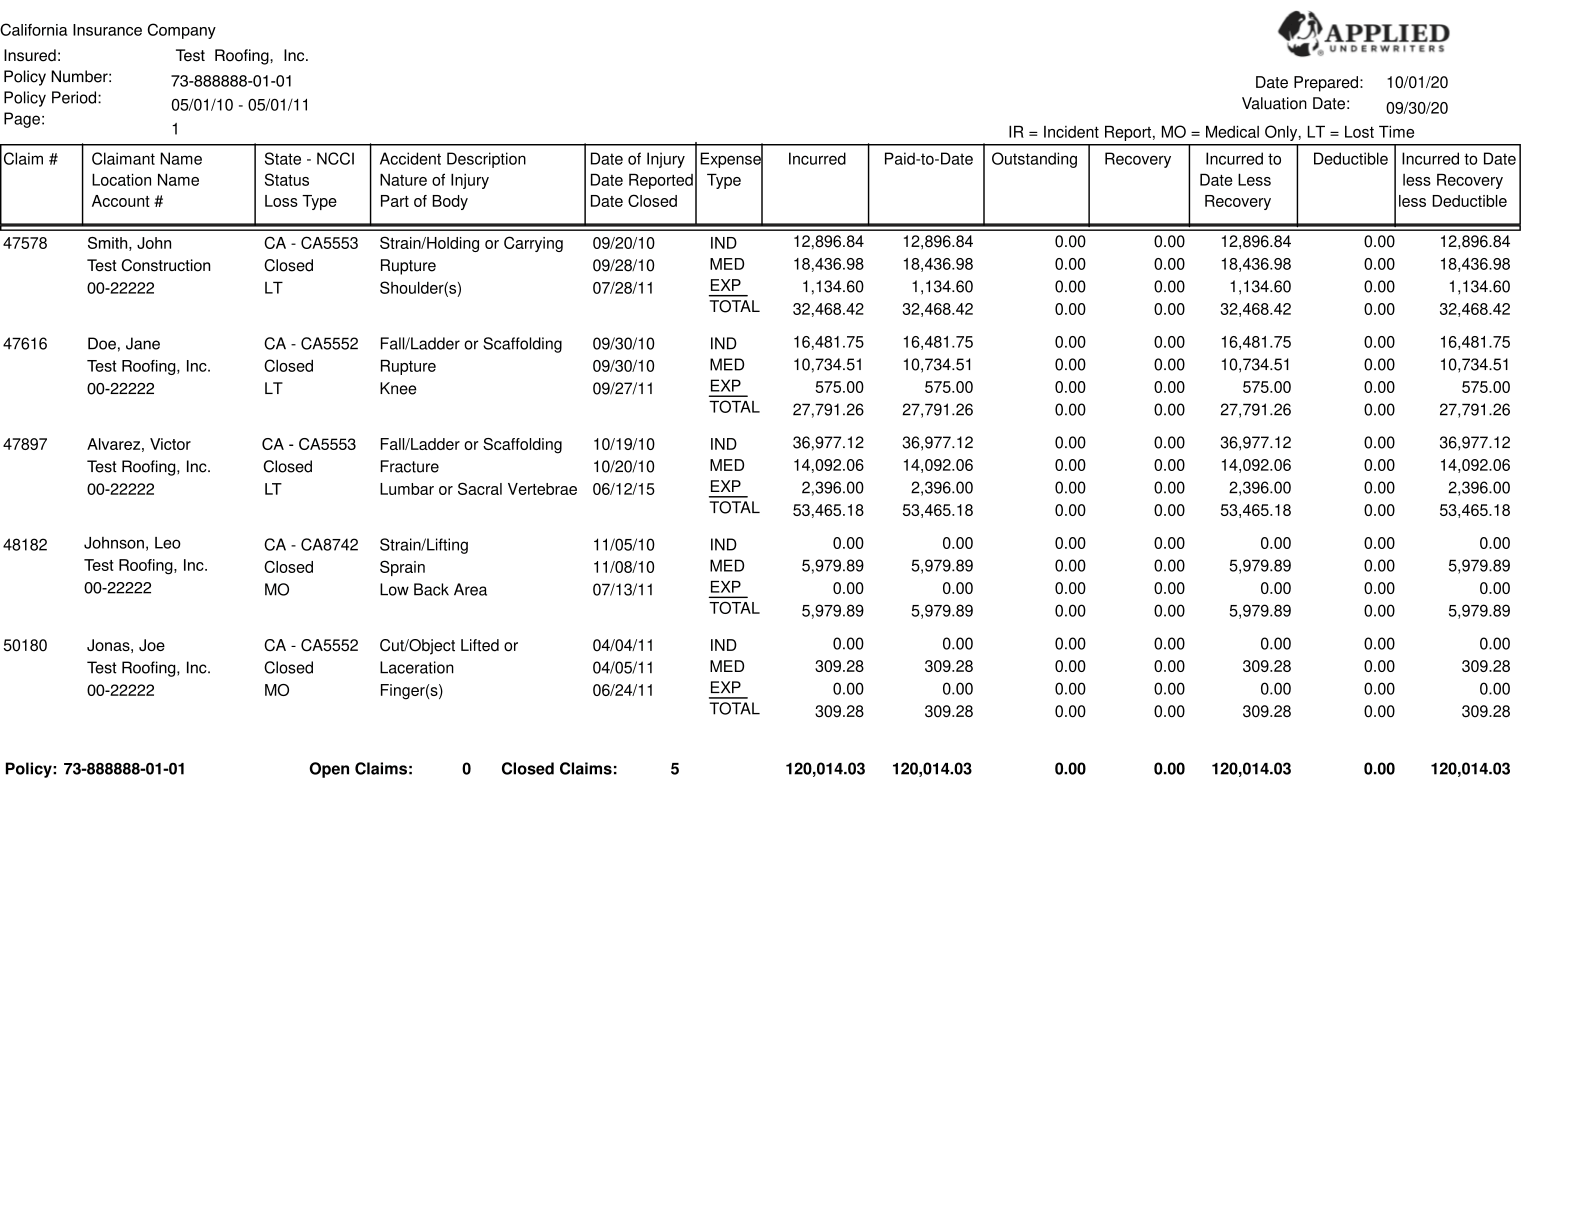 California Insurance Company
APPLIED
UNDERWRITERS
Insured: Test Roofing, Inc.
Policy Number: 73-888888-01-01
Date Prepared: 10/01/20
Policy Period: 05/01/10 - 05/01/11
Valuation Date: 09/30/20
Page: 1
IR = Incident Report, MO = Medical Only, LT = Lost Time
Claim # Claimant Name State - NCCI Accident Description Date of Injury Expense Incurred Paid-to-Date Outstanding Recovery Incurred to Deductible Incurred to Date
Location Name Status Nature of Injury Date Reported Type Date Less less Recovery
Account # Loss Type Part of Body Date Closed Recovery less Deductible
47578 Smith, John CA - CA5553 Strain/Holding or Carrying 09/20/10 IND 12,896.84 12,896.84 0.00 0.00 12,896.84 0.00 12,896.84
Test Construction Closed Rupture 09/28/10 MED 18,436.98 18,436.98 0.00 0.00 18,436.98 0.00 18,436.98
00-22222 LT Shoulder(s) 07/28/11 EXP 1,134.60 1,134.60 0.00 0.00 1,134.60 0.00 1,134.60
TOTAL 32,468.42 32,468.42 0.00 0.00 32,468.42 0.00 32,468.42
47616 Doe, Jane CA - CA5552 Fall/Ladder or Scaffolding 09/30/10 IND 16,481.75 16,481.75 0.00 0.00 16,481.75 0.00 16,481.75
Test Roofing, Inc. Closed Rupture 09/30/10 MED 10,734.51 10,734.51 0.00 0.00 10,734.51 0.00 10,734.51
00-22222 LT Knee 09/27/11 EXP 575.00 575.00 0.00 0.00 575.00 0.00 575.00
TOTAL 27,791.26 27,791.26 0.00 0.00 27,791.26 0.00 27,791.26
47897 Alvarez, Victor CA - CA5553 Fall/Ladder or Scaffolding 10/19/10 IND 36,977.12 36,977.12 0.00 0.00 36,977.12 0.00 36,977.12
Test Roofing, Inc. Closed Fracture 10/20/10 MED 14,092.06 14,092.06 0.00 0.00 14,092.06 0.00 14,092.06
00-22222 LT Lumbar or Sacral Vertebrae 06/12/15 EXP 2,396.00 2,396.00 0.00 0.00 2,396.00 0.00 2,396.00
TOTAL 53,465.18 53,465.18 0.00 0.00 53,465.18 0.00 53,465.18
48182 Johnson, Leo CA - CA8742 Strain/Lifting 11/05/10 IND 0.00 0.00 0.00 0.00 0.00 0.00 0.00
Test Roofing, Inc. Closed Sprain 11/08/10 MED 5,979.89 5,979.89 0.00 0.00 5,979.89 0.00 5,979.89
00-22222 MO Low Back Area 07/13/11 EXP 0.00 0.00 0.00 0.00 0.00 0.00 0.00
TOTAL 5,979.89 5,979.89 0.00 0.00 5,979.89 0.00 5,979.89
50180 Jonas, Joe CA - CA5552 Cut/Object Lifted or 04/04/11 IND 0.00 0.00 0.00 0.00 0.00 0.00 0.00
Test Roofing, Inc. Closed Laceration 04/05/11 MED 309.28 309.28 0.00 0.00 309.28 0.00 309.28
00-22222 MO Finger(s) 06/24/11 EXP 0.00 0.00 0.00 0.00 0.00 0.00 0.00
TOTAL 309.28 309.28 0.00 0.00 309.28 0.00 309.28
Policy: 73-888888-01-01 Open Claims: 0 Closed Claims: 5 120,014.03 120,014.03 0.00 0.00 120,014.03 0.00 120,014.03